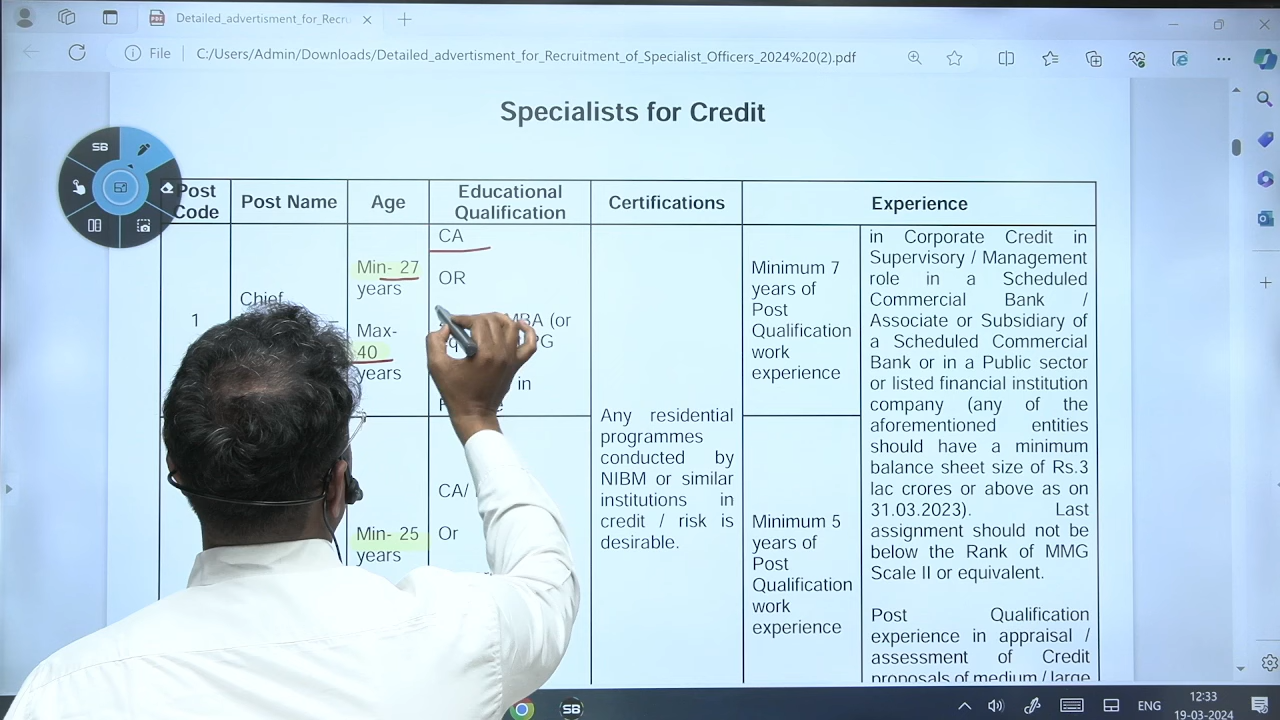 Detailed_advertisment_for_Recru
File
C:/Users/Admin/Downloads/Detailed_advertisment_for_Recruitment_of_Specialist_Officers_2024%20(2).pdf
Specialists for Credit
SB
Post Code
Post Name
Age
Educational Qualification
Certifications
Experience
1
Chief
Min- 27
years
Max-
40
years
CA
OR
MBA (or
PG
in
Any residential
programmes
conducted by
NIBM or similar
institutions in
credit / risk is
desirable.
Minimum 7
years of
Post
Qualification
work
experience
in Corporate Credit in
Supervisory / Management
role in a Scheduled
Commercial Bank /
Associate or Subsidiary of
a Scheduled Commercial
Bank or in a Public sector
or listed financial institution
company (any of the
aforementioned entities
should have a minimum
balance sheet size of Rs.3
lac crores or above as on
31.03.2023). Last
assignment should not be
below the Rank of MMG
Scale II or equivalent.
Min- 25
years
CA/
Or
Minimum 5
years of
Post
Qualification
work
experience
Post Qualification
experience in appraisal /
assessment of Credit
proposals of medium / large
SB
ENG
12:33
19-03-2024